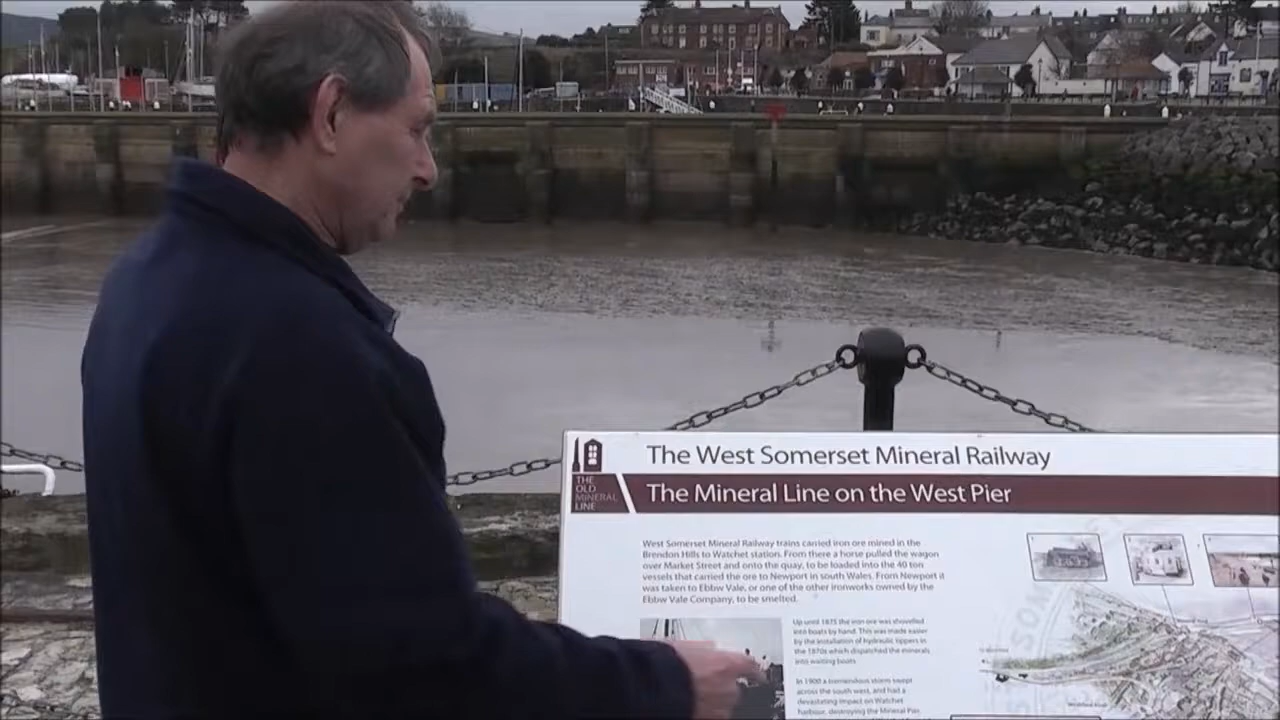 The West Somerset Mineral Railway
THE
OLD
MINERAL
LINE
The Mineral Line on the West Pier
West Somerset Mineral Railway trains carried iron ore mined in the
Brendon Hills to Watchet station. From there a horse pulled the wagon
over Market Street and onto the quay, to be loaded into the 40 ton
vessels that carried the ore to Newport in south Wales. From Newport it
was taken to Ebbw Vale, or one of the other ironworks owned by the
Ebbw Vale Company, to be smelted.
Up until 1875 the iron ore was shovelled
into boats by hand. This was made easier
by the installation of hydraulic tippers in
the 1870s which dispatched the minerals
into waiting boats.
In 1900 a tremendous storm swept
across the south west, and had a
devastating impact on Watchet
harbour, destroying the Mineral Pier.